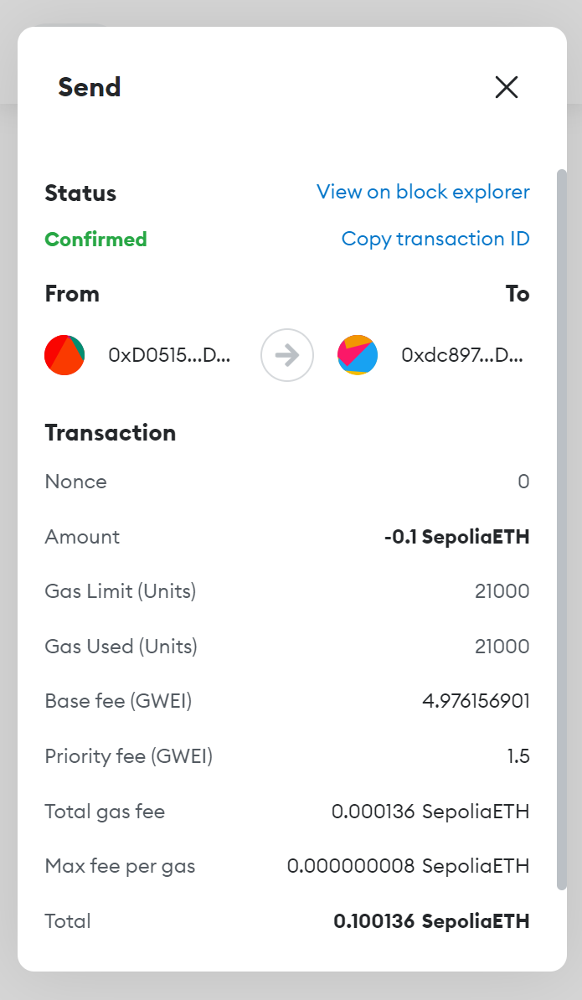 Send
Status View on block explorer
Confirmed Copy transaction ID
From To
0xD0515...D... 0xdc897...D...
Transaction
Nonce 0
Amount -0.1 SepoliaETH
Gas Limit (Units) 21000
Gas Used (Units) 21000
Base fee (GWEI) 4.976156901
Priority fee (GWEI) 1.5
Total gas fee 0.000136 SepoliaETH
Max fee per gas 0.000000008 SepoliaETH
Total 0.100136 SepoliaETH